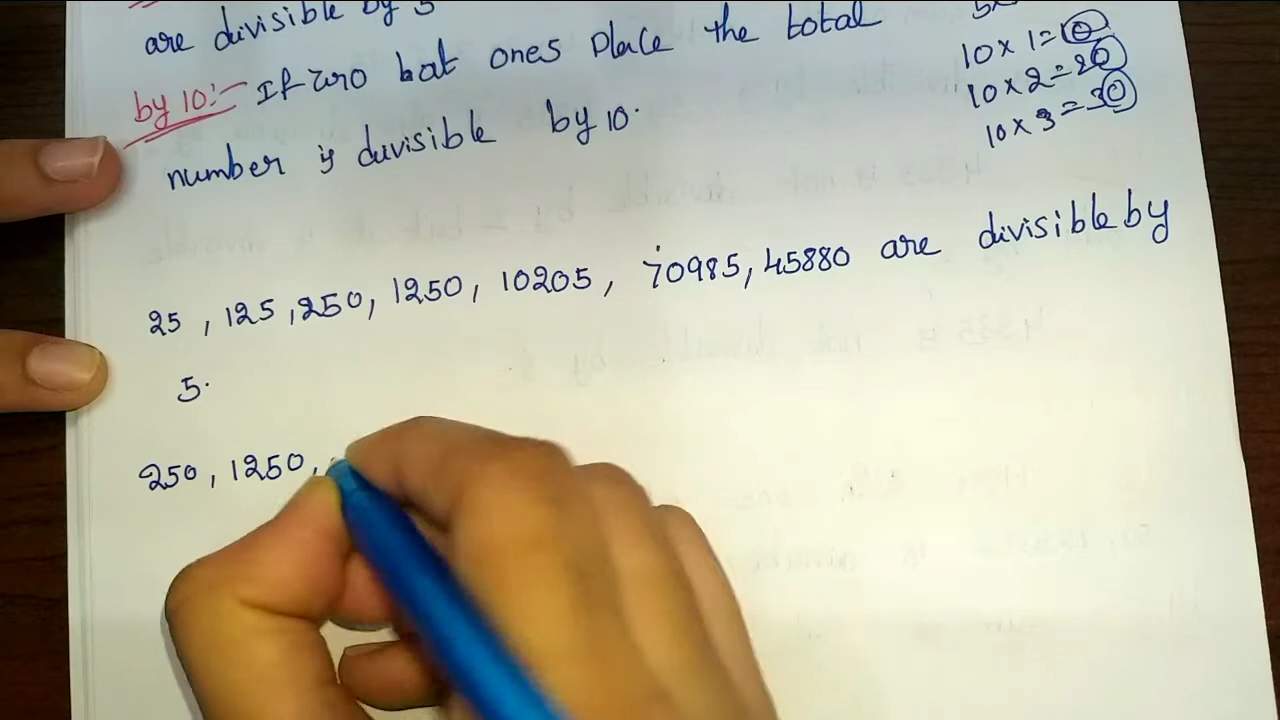 are divisible by 5
by 10:- If zero bat ones place the total
number is divisible by 10.
10 x 1 = 10
10 x 2 = 20
10 x 3 = 30
25 , 125 , 250, 1250, 10205, 70985, 45880 are divisible by
5.
250, 1250,